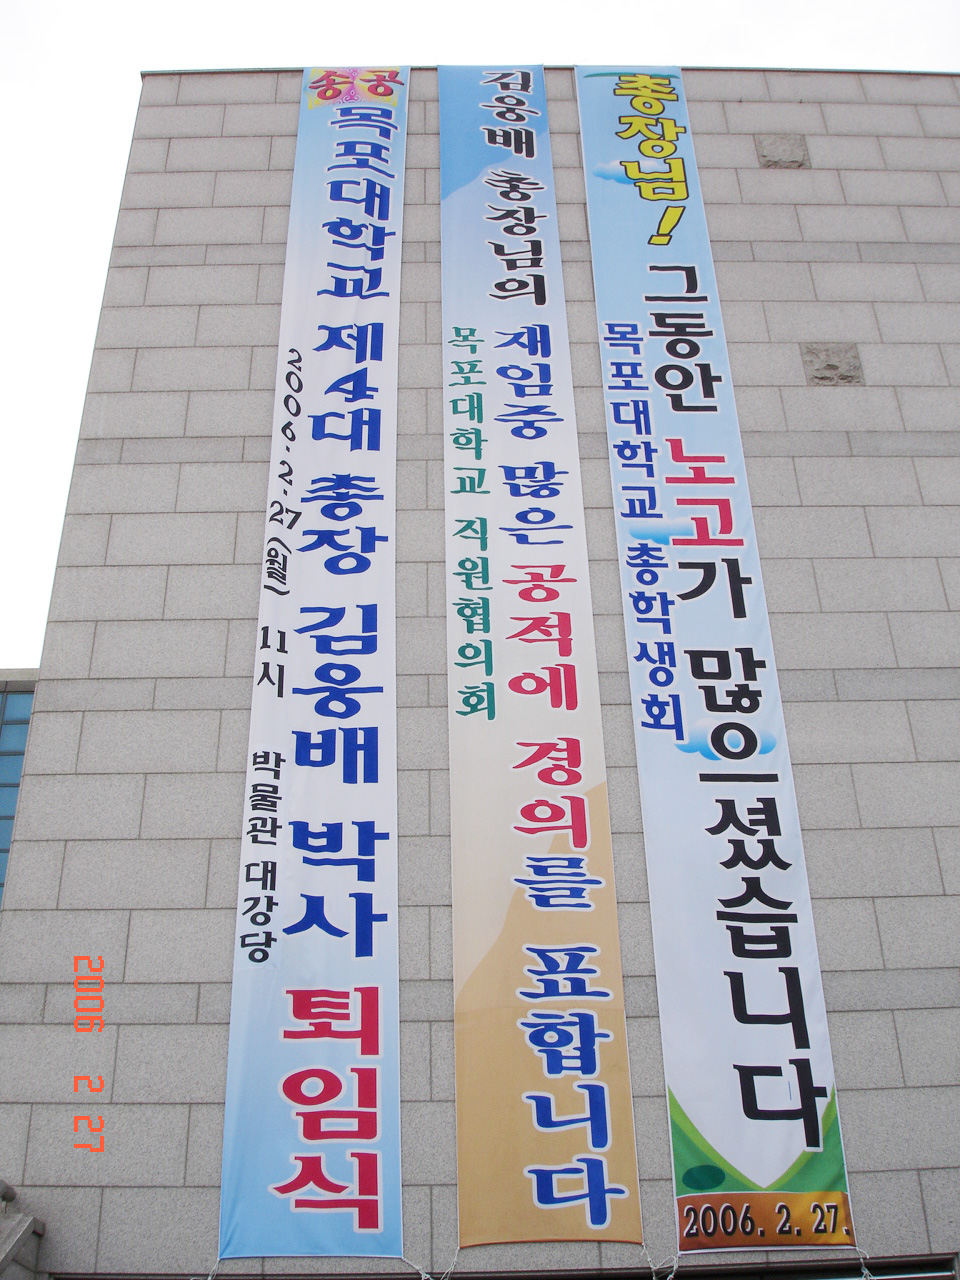 송공
목포대학교 제4대 총장 김웅배 박사 퇴임식
2006.2.27(월) 11시 박물관 대강당
김웅배 총장님의 재임중 많은 공적에 경의를 표합니다
목포대학교 직원협의회
총장님! 그동안 노고가 많으셨습니다
목포대학교 총학생회
2006. 2. 27.
2006 2 27